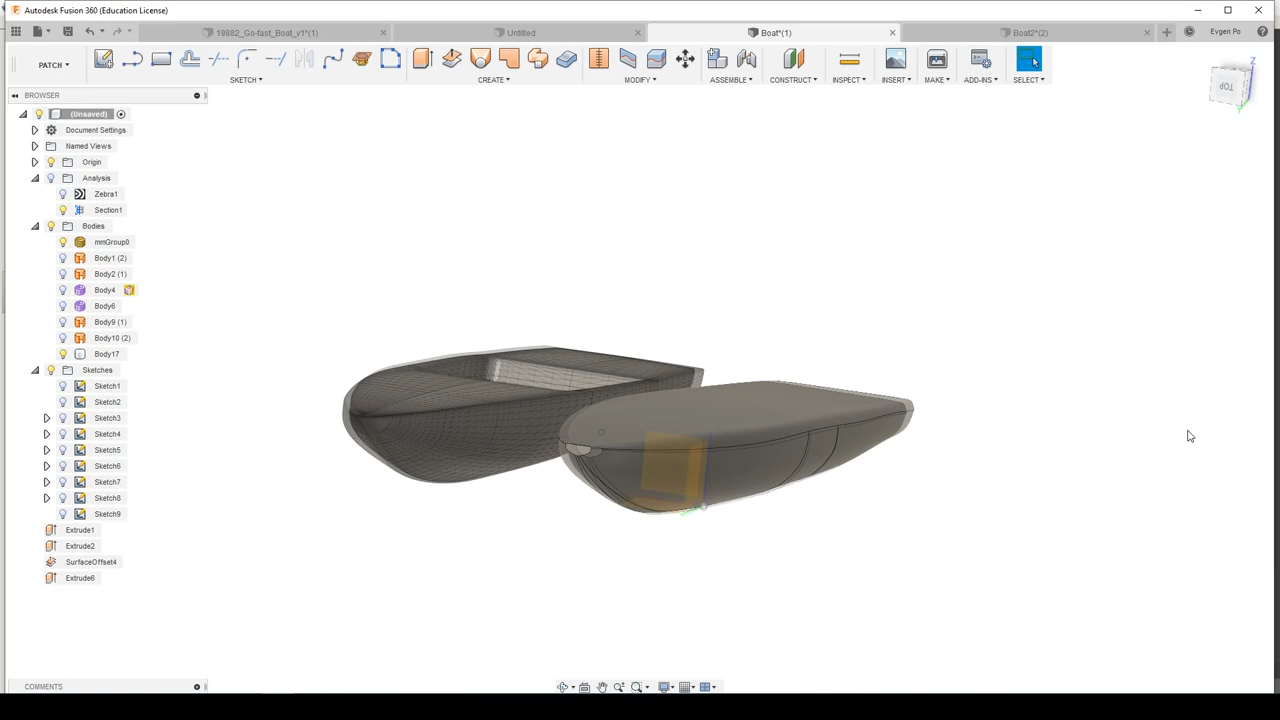 Autodesk Fusion 360 (Education License)
19882_Go-fast_Boat_v1*(1)
Untitled
Boat*(1)
Boat2*(2)
Evgen Po
PATCH
SKETCH
CREATE
MODIFY
ASSEMBLE
CONSTRUCT
INSPECT
INSERT
MAKE
ADD-INS
SELECT
Z
TOP
Y
BROWSER
(Unsaved)
Document Settings
Named Views
Origin
Analysis
Zebra1
Section1
Bodies
mmGroup0
Body1 (2)
Body2 (1)
Body4
Body6
Body9 (1)
Body10 (2)
Body17
Sketches
Sketch1
Sketch2
Sketch3
Sketch4
Sketch5
Sketch6
Sketch7
Sketch8
Sketch9
Extrude1
Extrude2
SurfaceOffset4
Extrude6
COMMENTS